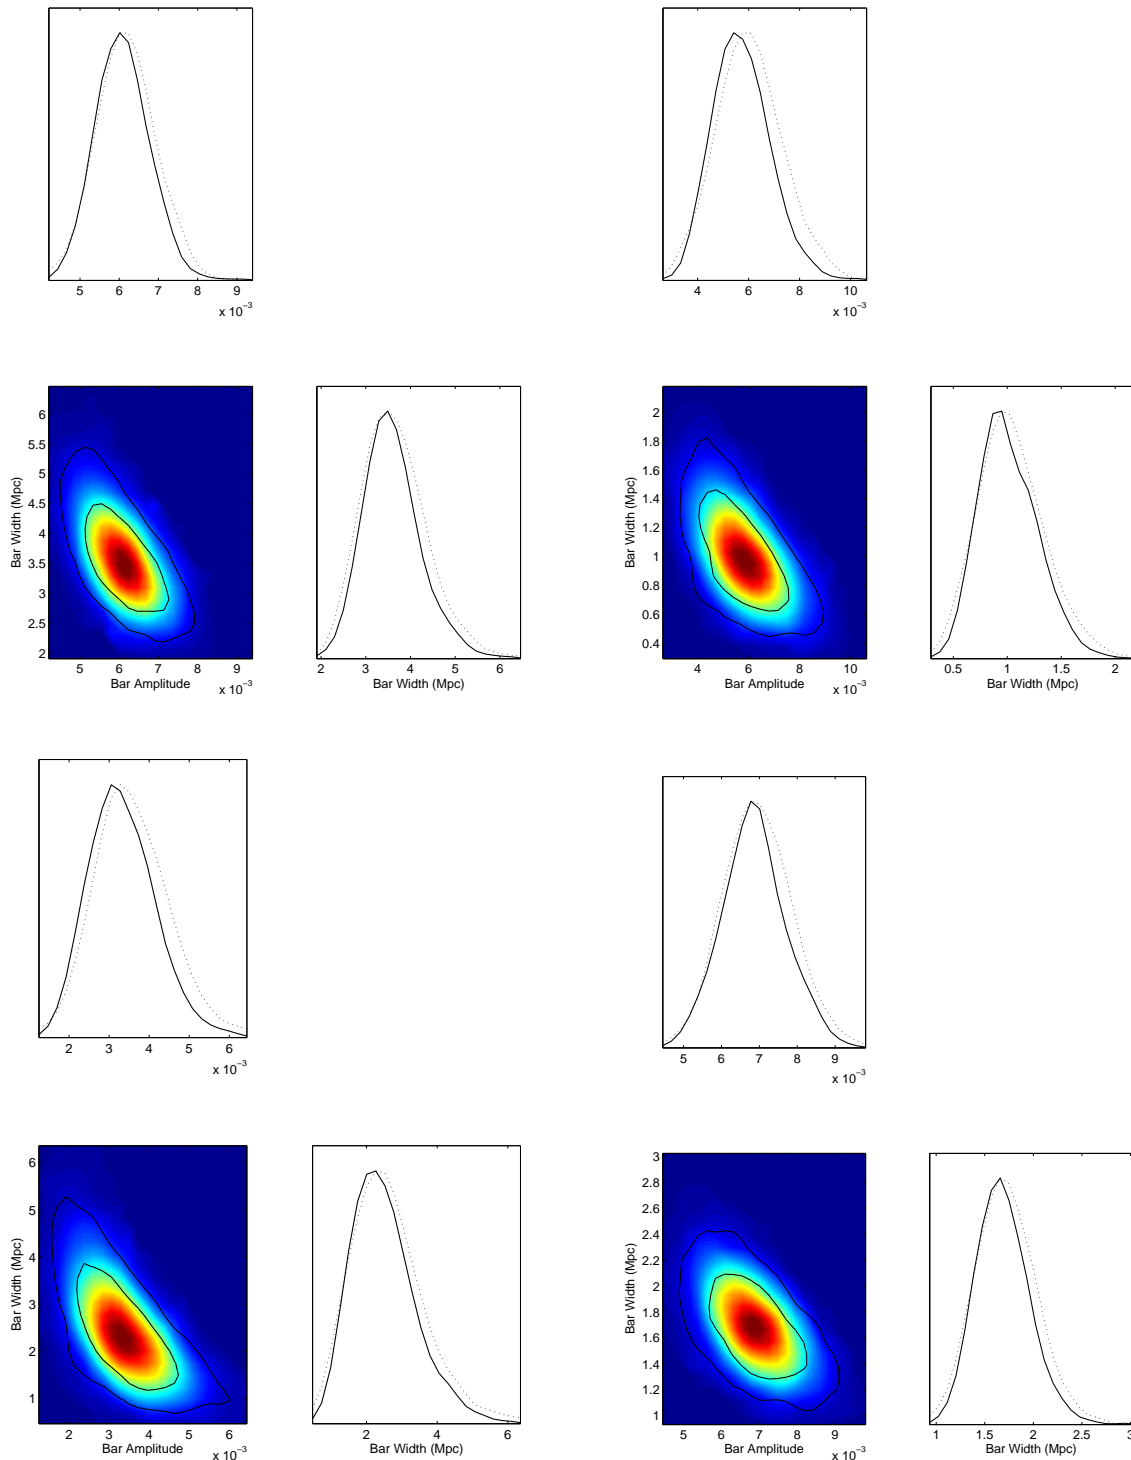 5 6 7 8 9
x 10⁻³
4 6 8 10
x 10⁻³
6
5.5
5
4.5
4
3.5
3
2.5
2
Bar Width (Mpc)
5 6 7 8 9
Bar Amplitude
x 10⁻³
2 3 4 5 6
Bar Width (Mpc)
2
1.8
1.6
1.4
1.2
1
0.8
0.6
0.4
Bar Width (Mpc)
4 6 8 10
Bar Amplitude
x 10⁻³
0.5 1 1.5 2
Bar Width (Mpc)
2 3 4 5 6
x 10⁻³
5 6 7 8 9
x 10⁻³
6
5
4
3
2
1
Bar Width (Mpc)
2 3 4 5 6
Bar Amplitude
x 10⁻³
2 4 6
Bar Width (Mpc)
3
2.8
2.6
2.4
2.2
2
1.8
1.6
1.4
1.2
1
Bar Width (Mpc)
5 6 7 8 9
Bar Amplitude
x 10⁻³
1 1.5 2 2.5 3
Bar Width (Mpc)